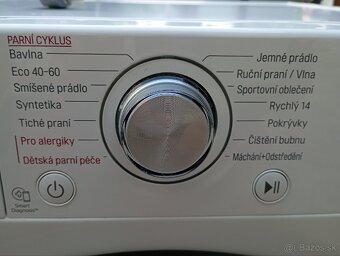 PARNÍ CYKLUS
Bavlna
Eco 40-60
Smíšené prádlo
Syntetika
Tiché praní
Pro alergiky
Dětská parní péče
Jemné prádlo
Ruční praní / Vlna
Sportovní oblečení
Rychlý 14
Pokrývky
Čištění bubnu
Máchání+Odstředění
Smart
Diagnosis™
bazos.sk